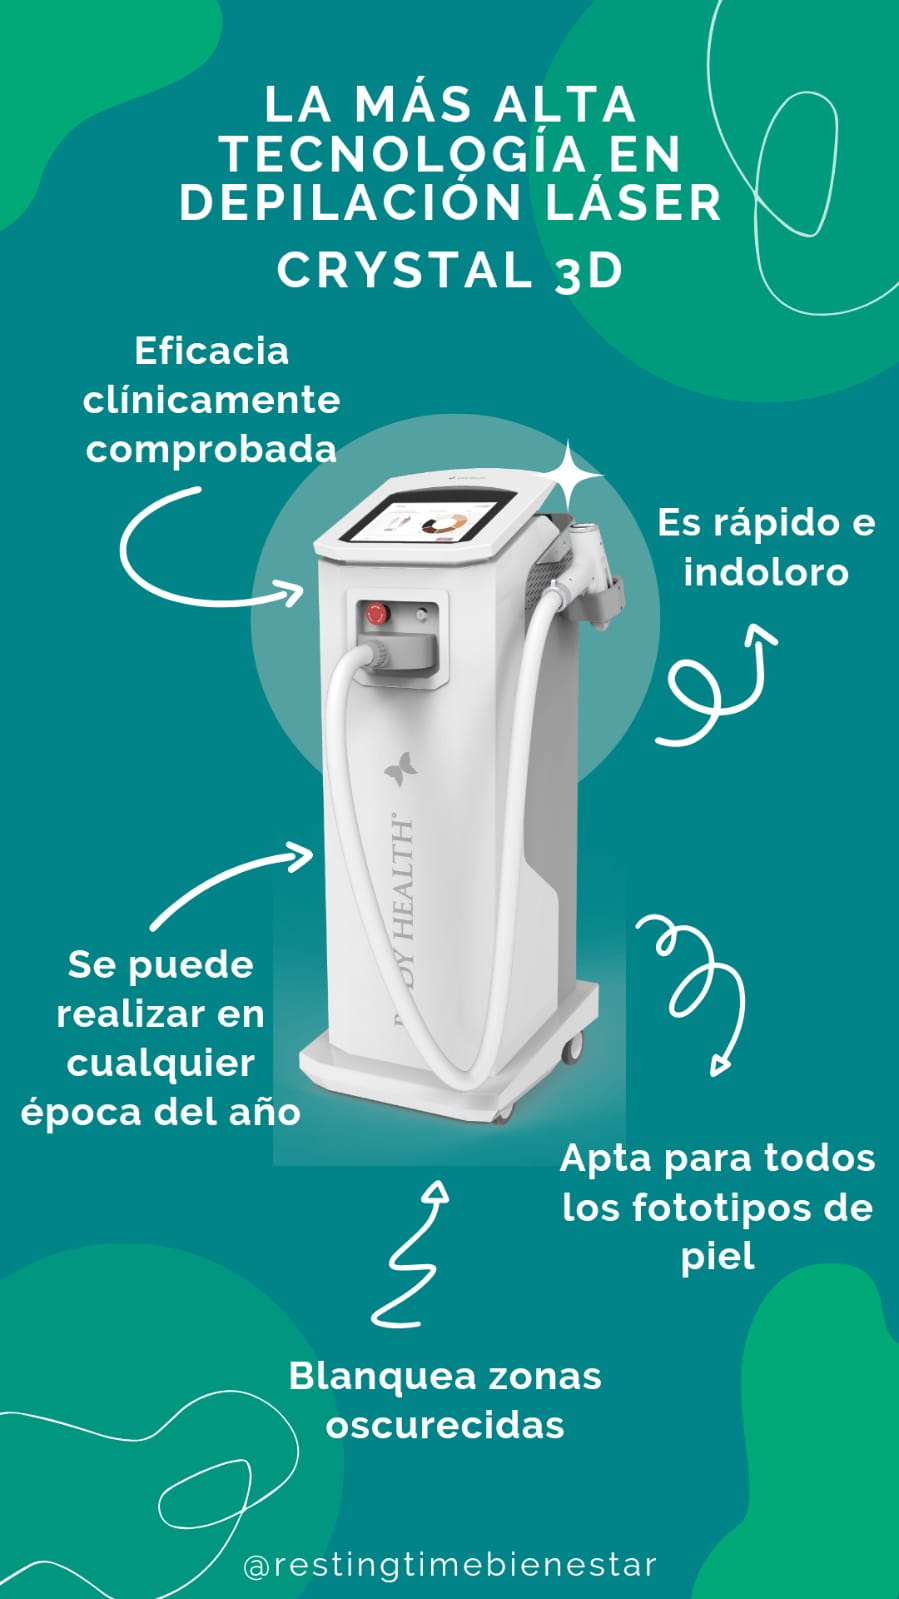 LA MÁS ALTA
TECNOLOGÍA EN
DEPILACIÓN LÁSER
CRYSTAL 3D
Eficacia
clínicamente
comprobada
Es rápido e
indoloro
DY HEALTH®
Se puede
realizar en
cualquier
época del año
Apta para todos
los fototipos de
piel
Blanquea zonas
oscurecidas
@restingtimebienestar